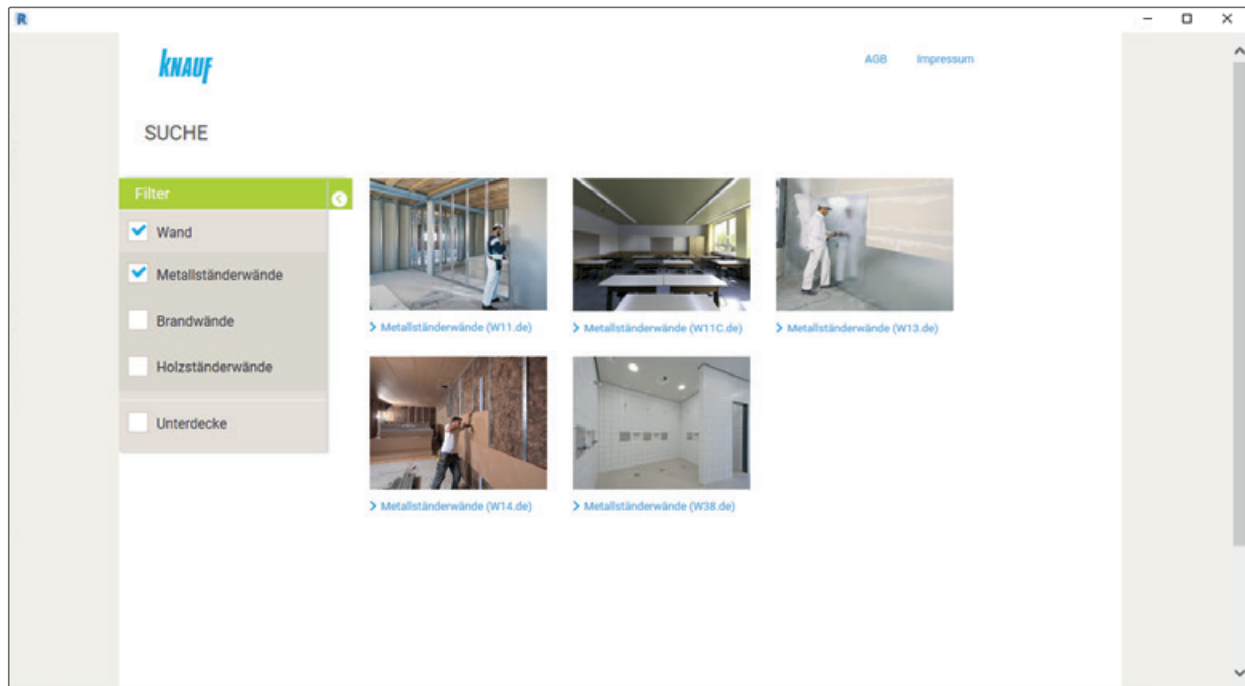 R
KNAUF
AGB Impressum
SUCHE
Filter
Wand
Metallständerwände
Brandwände
Holzständerwände
Unterdecke
Metallständerwände (W11.de)
Metallständerwände (W11C.de)
Metallständerwände (W13.de)
Metallständerwände (W14.de)
Metallständerwände (W38.de)